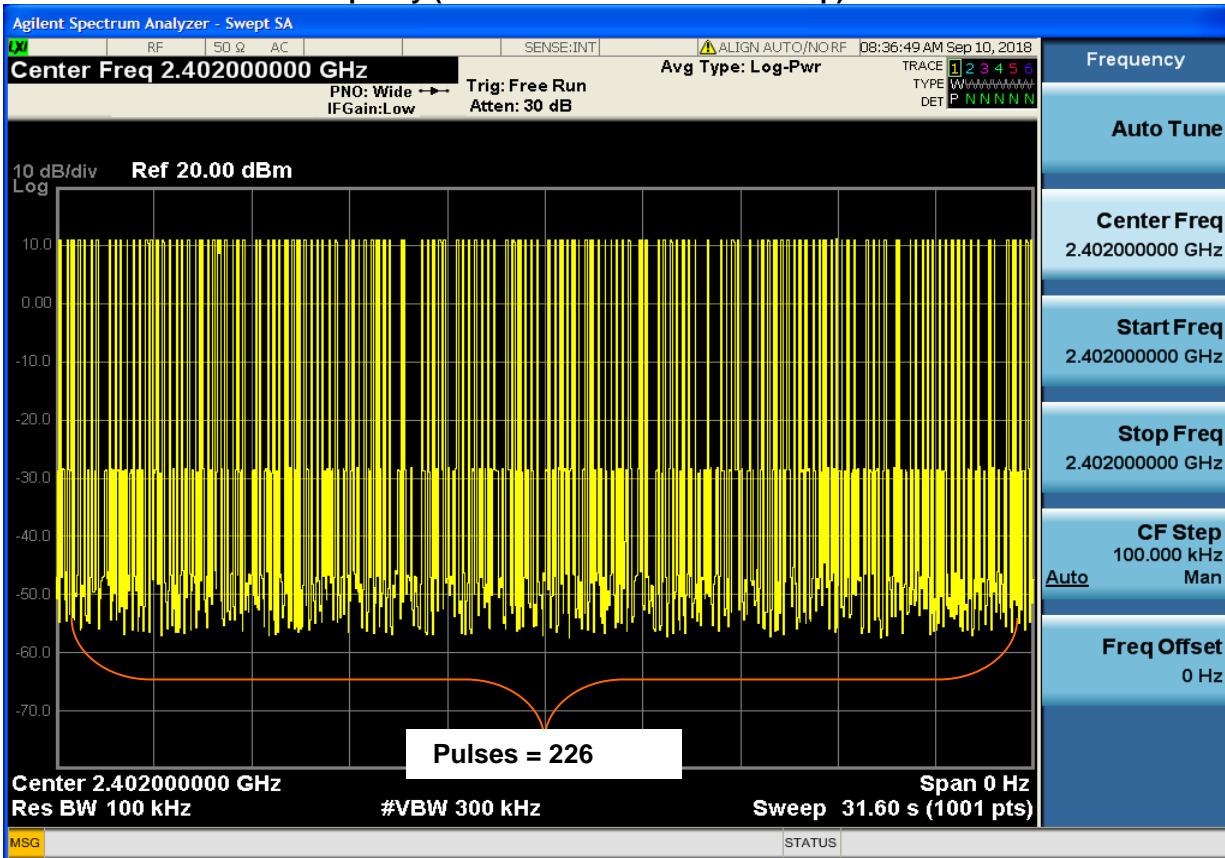 Agilent Spectrum Analyzer - Swept SA
LXI RF 50 Ω AC SENSE:INT ALIGN AUTO/NORF 08:36:49 AM Sep 10, 2018
Center Freq 2.402000000 GHz
PNO: Wide
IFGain:Low
Trig: Free Run
Atten: 30 dB
Avg Type: Log-Pwr
TRACE 1 2 3 4 5 6
TYPE WWWWWW
DET P N N N N N
10 dB/div Ref 20.00 dBm
Log
10.0
0.00
-10.0
-20.0
-30.0
-40.0
-50.0
-60.0
-70.0
Pulses = 226
Center 2.402000000 GHz Span 0 Hz
Res BW 100 kHz #VBW 300 kHz Sweep 31.60 s (1001 pts)
MSG STATUS
Frequency
Auto Tune
Center Freq
2.402000000 GHz
Start Freq
2.402000000 GHz
Stop Freq
2.402000000 GHz
CF Step
100.000 kHz
Auto Man
Freq Offset
0 Hz